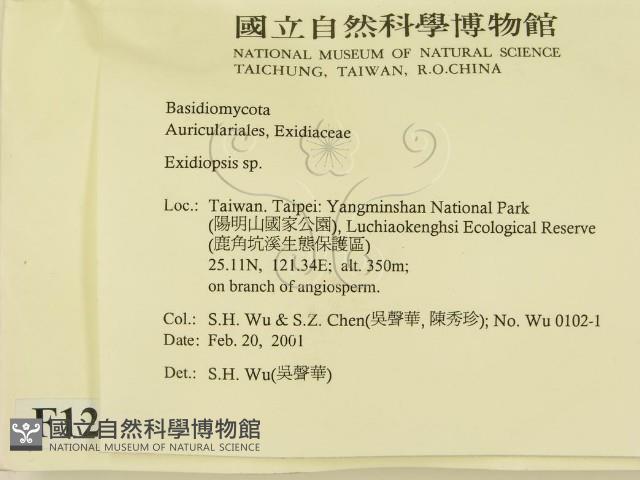 國立自然科學博物館
NATIONAL MUSEUM OF NATURAL SCIENCE
TAICHUNG, TAIWAN, R.O.CHINA
Basidiomycota
Auriculariales, Exidiaceae
Exidiopsis sp.
Loc.: Taiwan. Taipei: Yangminshan National Park
(陽明山國家公園), Luchiaokenghsi Ecological Reserve
(鹿角坑溪生態保護區)
25.11N, 121.34E; alt. 350m;
on branch of angiosperm.
Col.: S.H. Wu & S.Z. Chen(吳聲華, 陳秀珍); No. Wu 0102-1
Date: Feb. 20, 2001
Det.: S.H. Wu(吳聲華)
F12
國立自然科學博物館
NATIONAL MUSEUM OF NATURAL SCIENCE